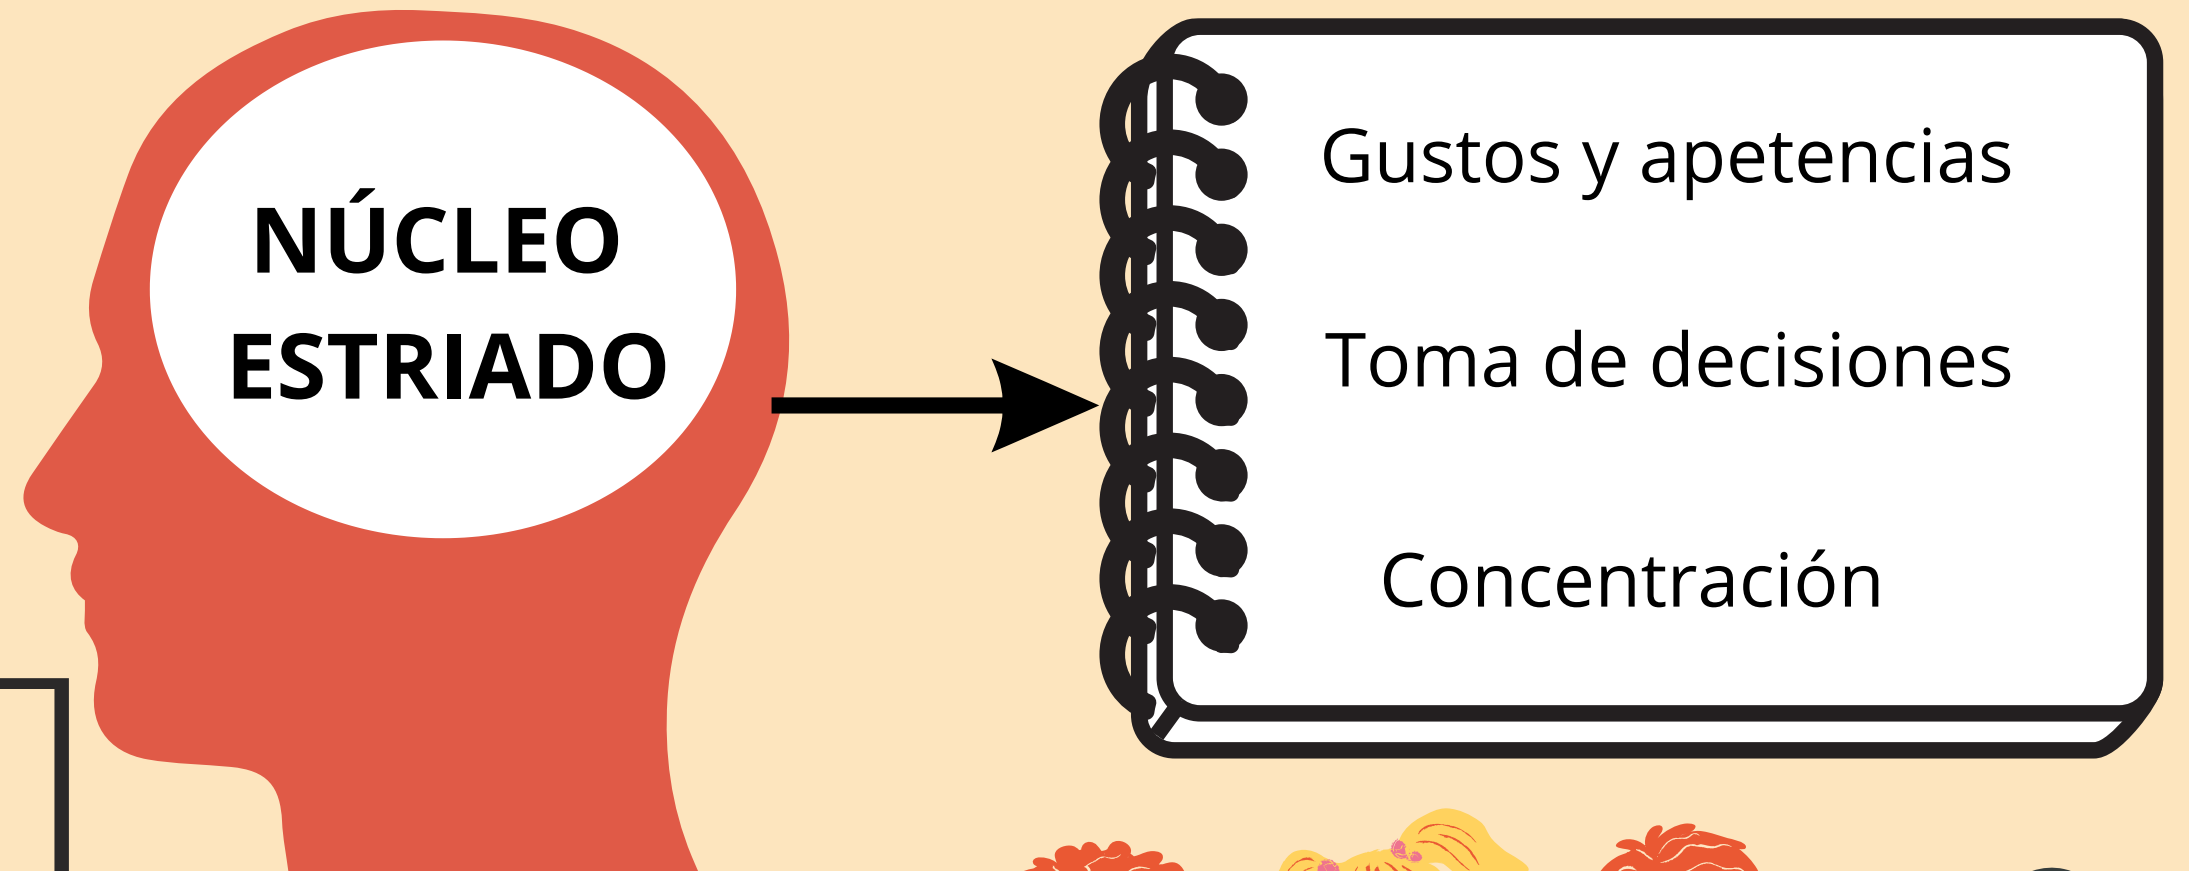 NÚCLEO
ESTRIADO
Gustos y apetencias
Toma de decisiones
Concentración